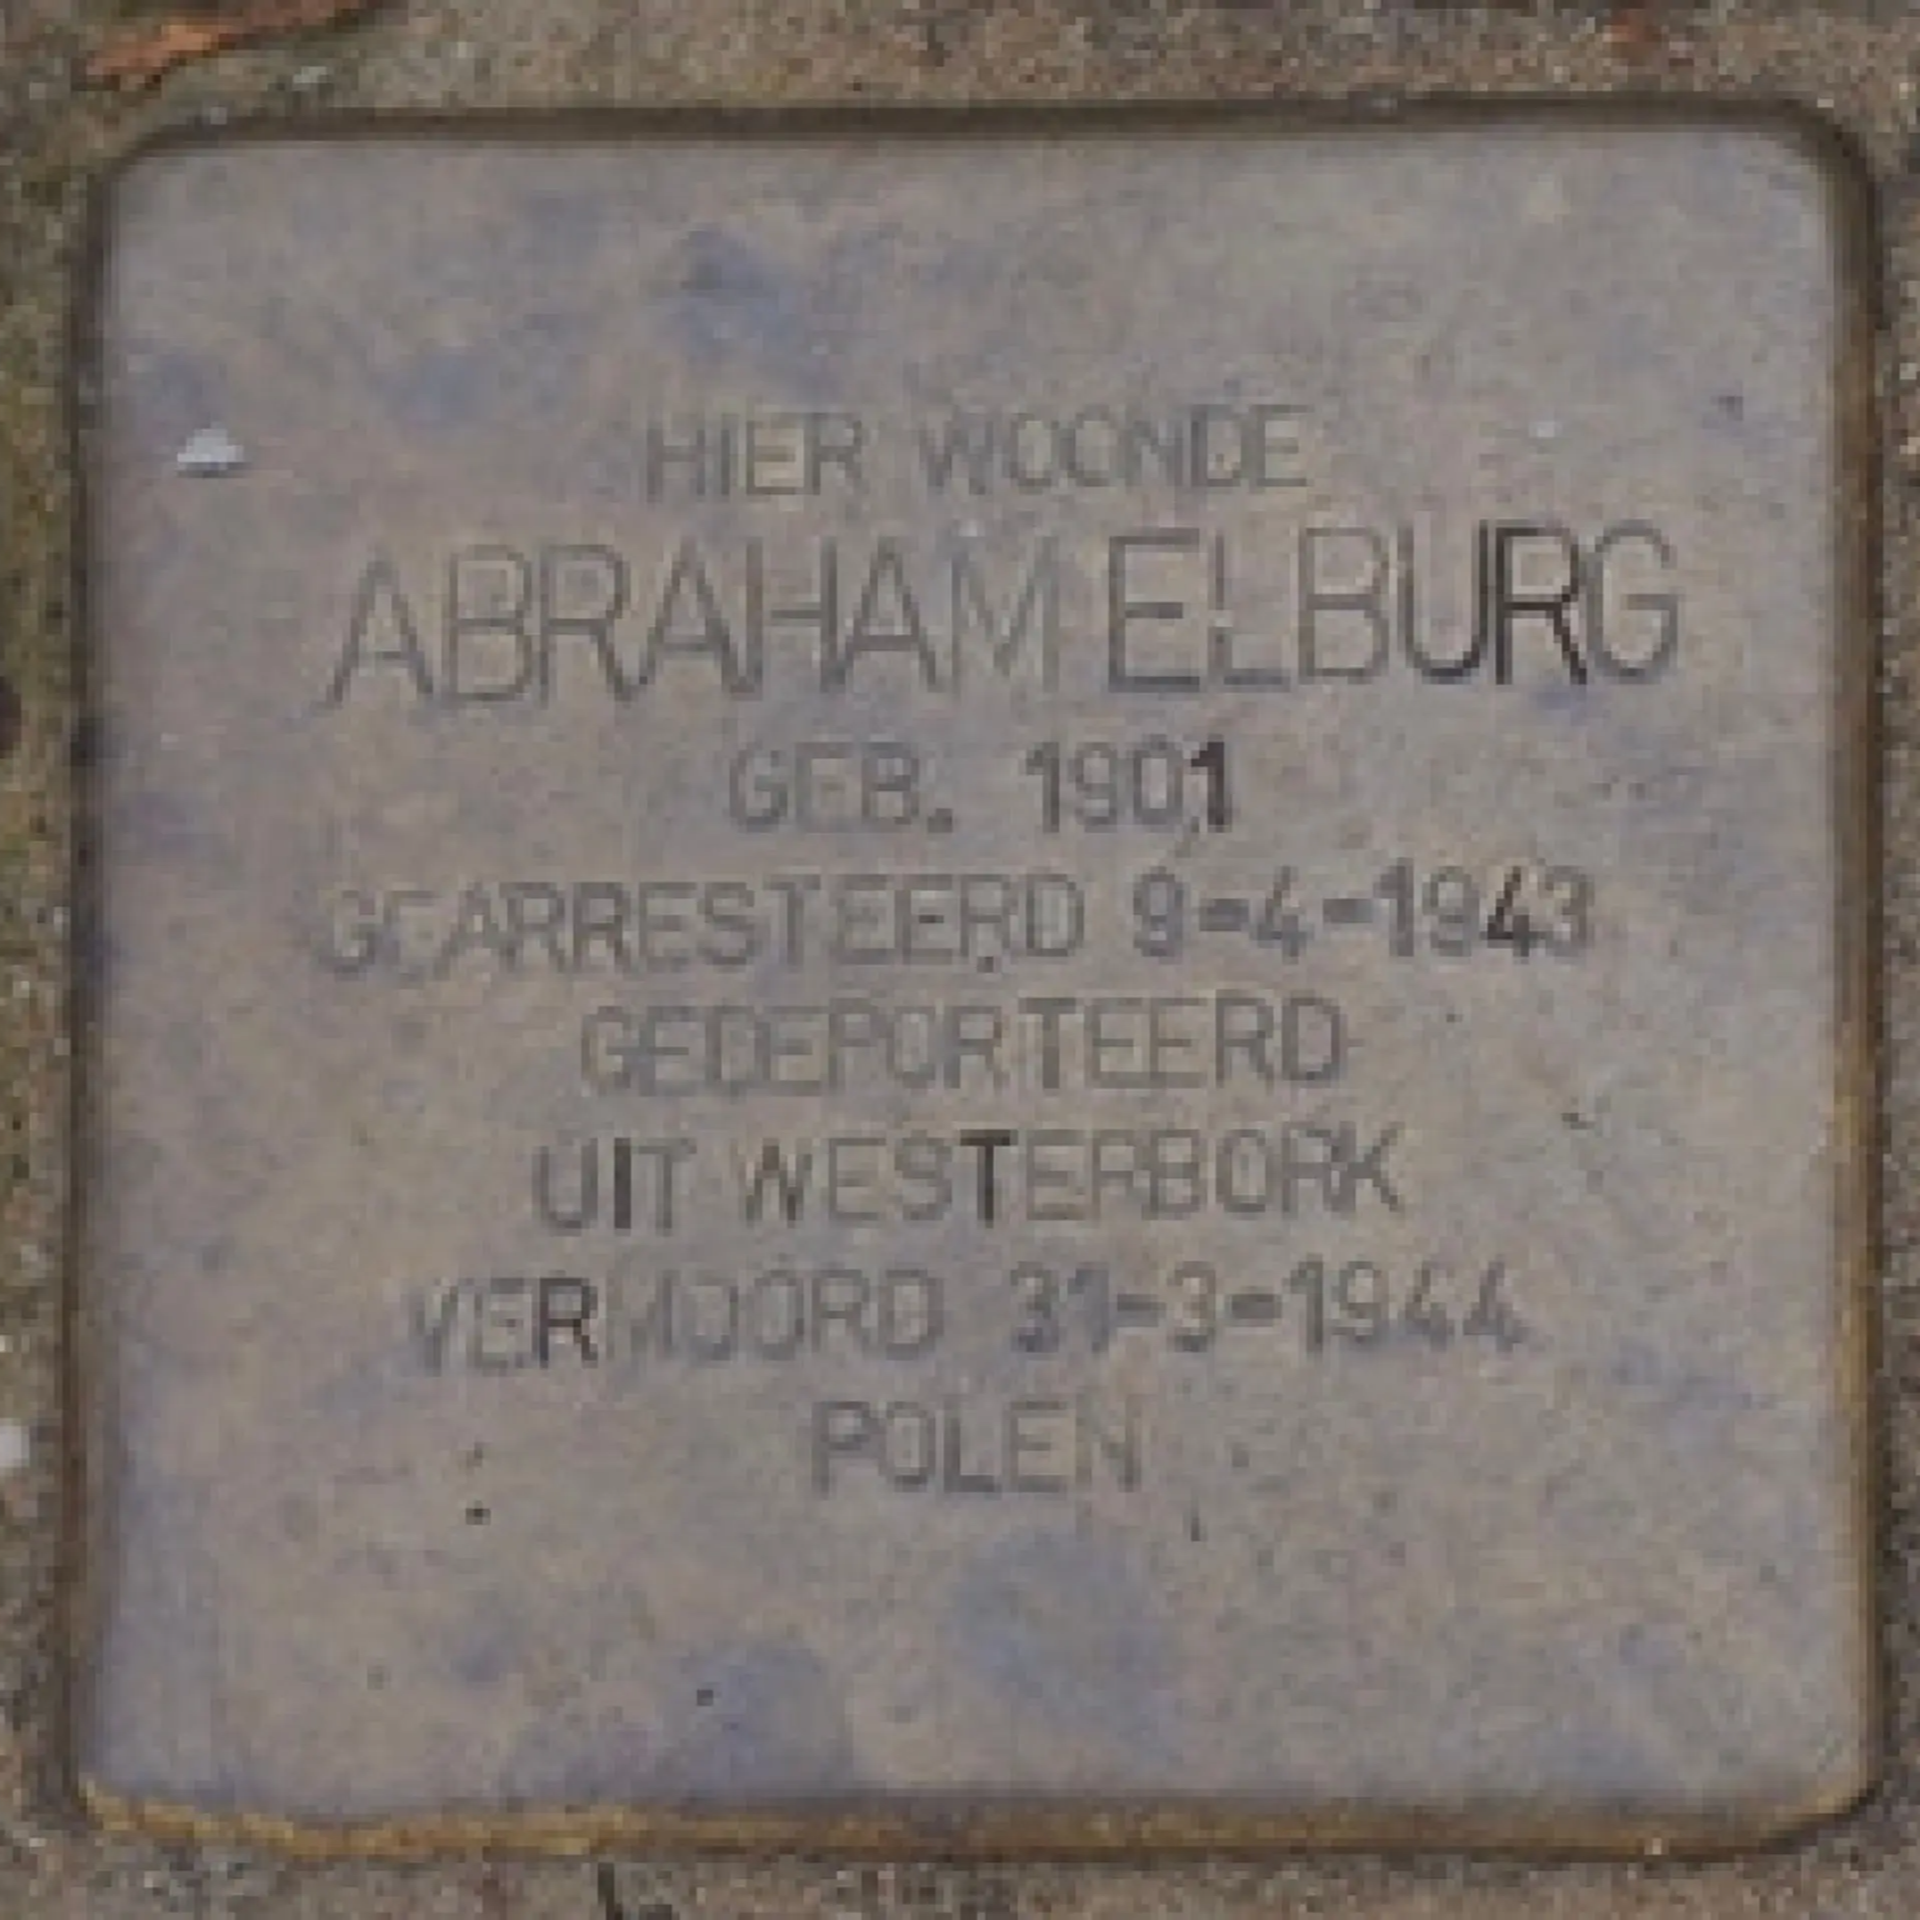 HIER WOONDE
ABRAHAM ELBURG
GEB. 1901
GEARRESTEERD 9-4-1943
GEDEPORTEERD
UIT WESTERBORK
VERMOORD 31-3-1944
POLEN